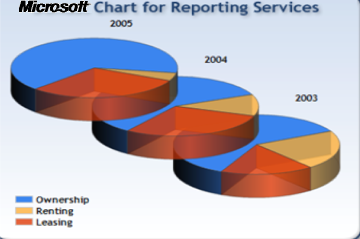 Microsoft Chart for Reporting Services
2005
2004
2003
Ownership
Renting
Leasing